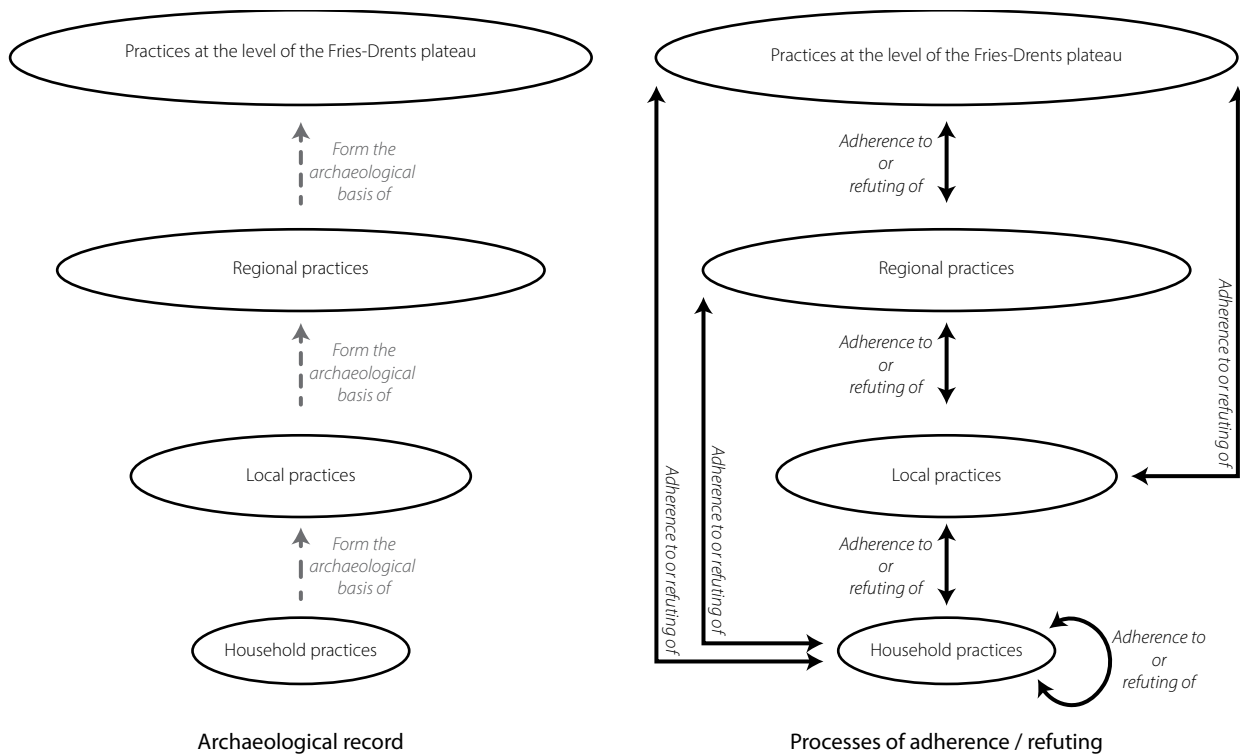 Practices at the level of the Fries-Drents plateau
Form the
archaeological
basis of
Regional practices
Form the
archaeological
basis of
Local practices
Form the
archaeological
basis of
Household practices
Archaeological record
Practices at the level of the Fries-Drents plateau
Adherence to
or
refuting of
Regional practices
Adherence to
or
refuting of
Adherence to or refuting of
Local practices
Adherence to or refuting of
Adherence to or refuting of
Adherence to
or
refuting of
Household practices
Adherence to
or
refuting of
Processes of adherence / refuting